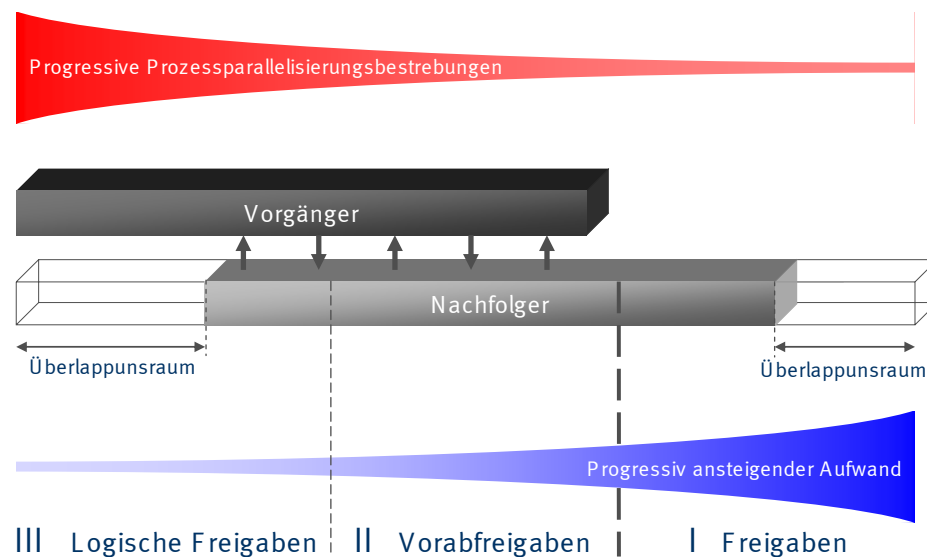 Progressive Prozessparallelisierungsbestrebungen
Vorgänger
Nachfolger
Überlappunsraum
Überlappunsraum
Progressiv ansteigender Aufwand
III Logische Freigaben
II Vorabfreigaben
I Freigaben